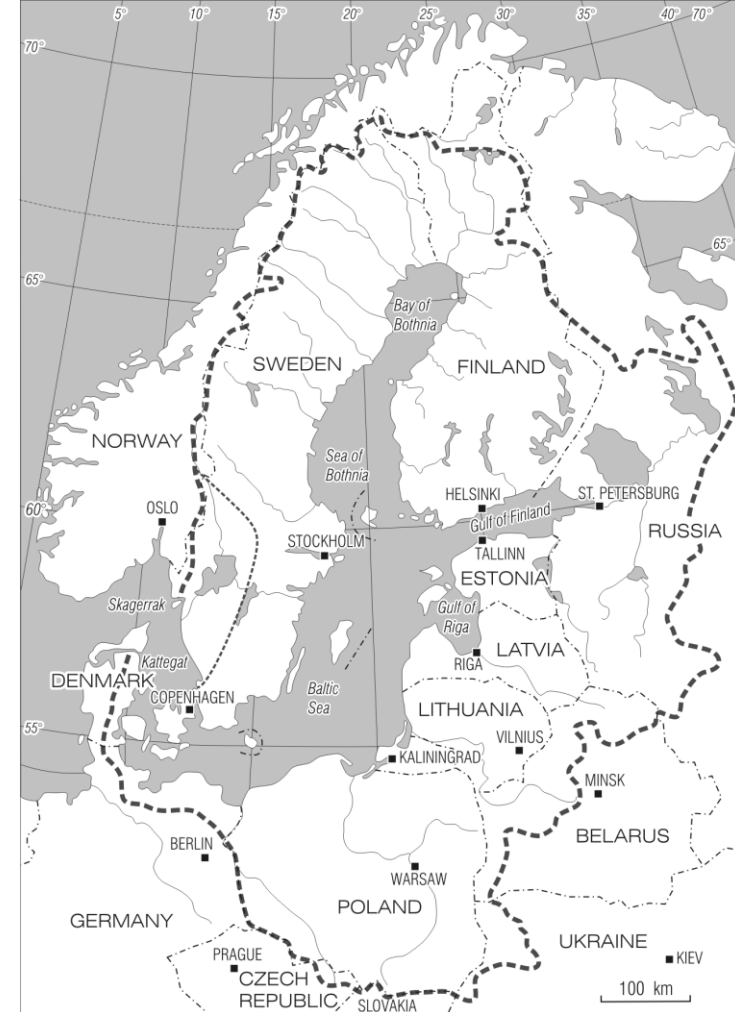 5° 10° 15° 20° 25° 30° 35° 40° 70°
70°
65°
65°
Bay of
Bothnia
SWEDEN
FINLAND
NORWAY
Sea of
Bothnia
60°
OSLO
HELSINKI
ST. PETERSBURG
Gulf of Finland
RUSSIA
STOCKHOLM
TALLINN
ESTONIA
Skagerrak
Gulf of
Riga
LATVIA
RIGA
Kattegat
DENMARK
COPENHAGEN
Baltic
Sea
LITHUANIA
55°
VILNIUS
KALININGRAD
MINSK
BELARUS
BERLIN
WARSAW
POLAND
GERMANY
UKRAINE
PRAGUE
KIEV
CZECH
REPUBLIC
SLOVAKIA
100 km